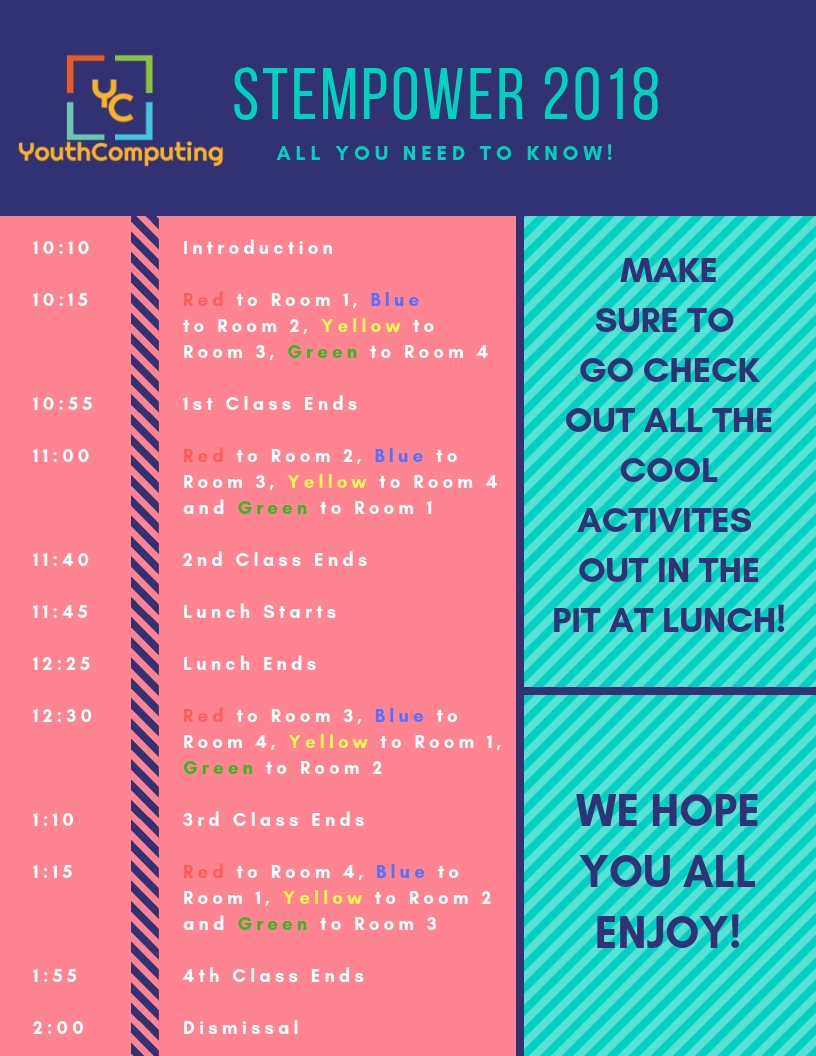 YC
YouthComputing
STEMPOWER 2018
ALL YOU NEED TO KNOW!
10:10 Introduction
10:15 Red to Room 1, Blue
to Room 2, Yellow to
Room 3, Green to Room 4
10:55 1st Class Ends
11:00 Red to Room 2, Blue to
Room 3, Yellow to Room 4
and Green to Room 1
11:40 2nd Class Ends
11:45 Lunch Starts
12:25 Lunch Ends
12:30 Red to Room 3, Blue to
Room 4, Yellow to Room 1,
Green to Room 2
1:10 3rd Class Ends
1:15 Red to Room 4, Blue to
Room 1, Yellow to Room 2
and Green to Room 3
1:55 4th Class Ends
2:00 Dismissal
MAKE
SURE TO
GO CHECK
OUT ALL THE
COOL
ACTIVITES
OUT IN THE
PIT AT LUNCH!
WE HOPE
YOU ALL
ENJOY!